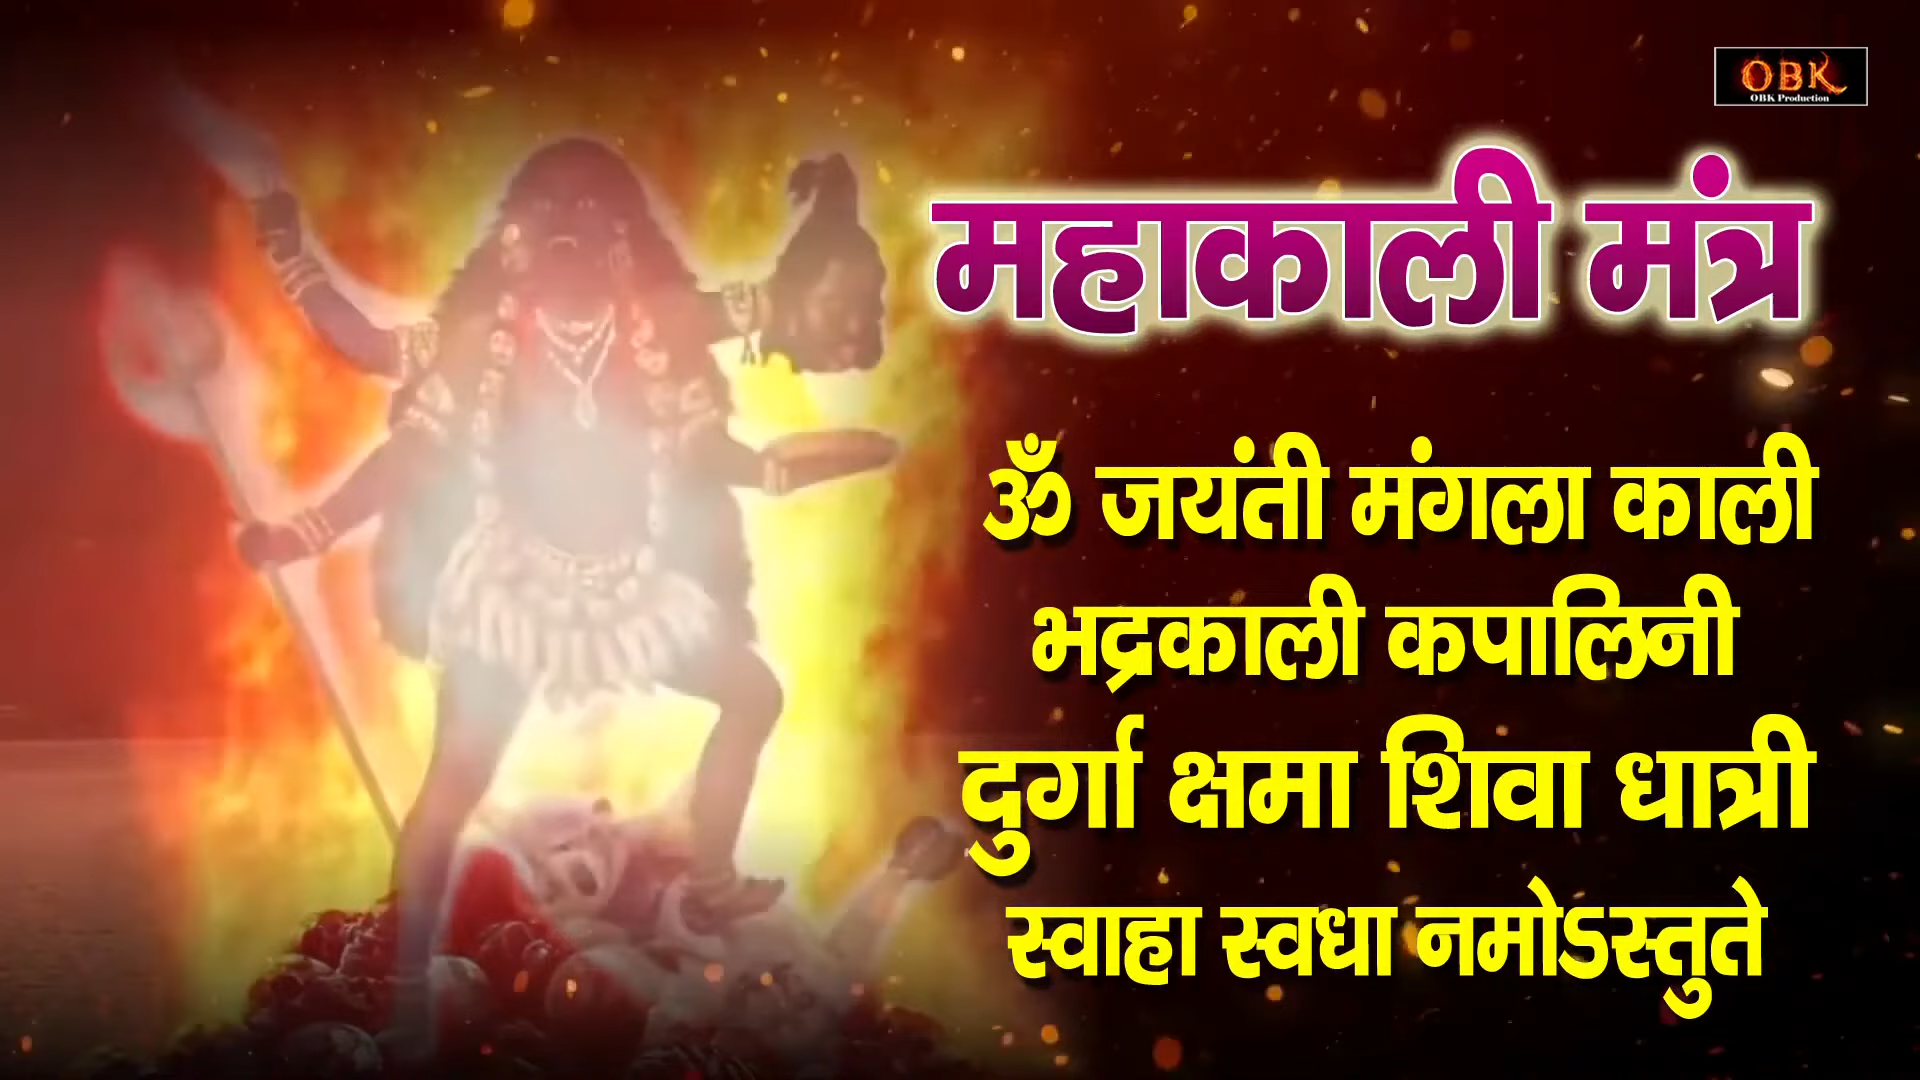 OBK
OBK Production
महाकाली मंत्र
ॐ जयंती मंगला काली
भद्रकाली कपालिनी
दुर्गा क्षमा शिवा धात्री
स्वाहा स्वधा नमोऽस्तुते